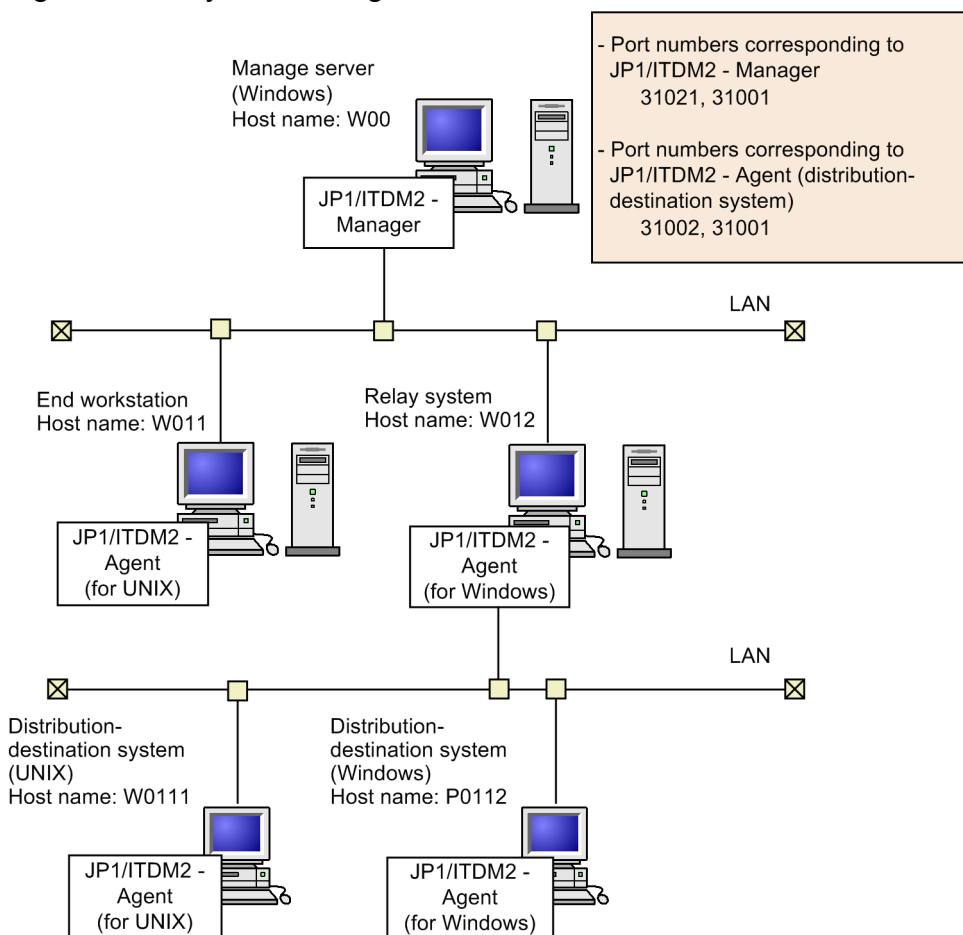 Manage server
(Windows)
Host name: W00
JP1/ITDM2 -
Manager
- Port numbers corresponding to
JP1/ITDM2 - Manager
31021, 31001
- Port numbers corresponding to
JP1/ITDM2 - Agent (distribution-
destination system)
31002, 31001
LAN
End workstation
Host name: W011
JP1/ITDM2 -
Agent
(for UNIX)
Relay system
Host name: W012
JP1/ITDM2 -
Agent
(for Windows)
LAN
Distribution-
destination system
(UNIX)
Host name: W0111
JP1/ITDM2 -
Agent
(for UNIX)
Distribution-
destination system
(Windows)
Host name: P0112
JP1/ITDM2 -
Agent
(for Windows)